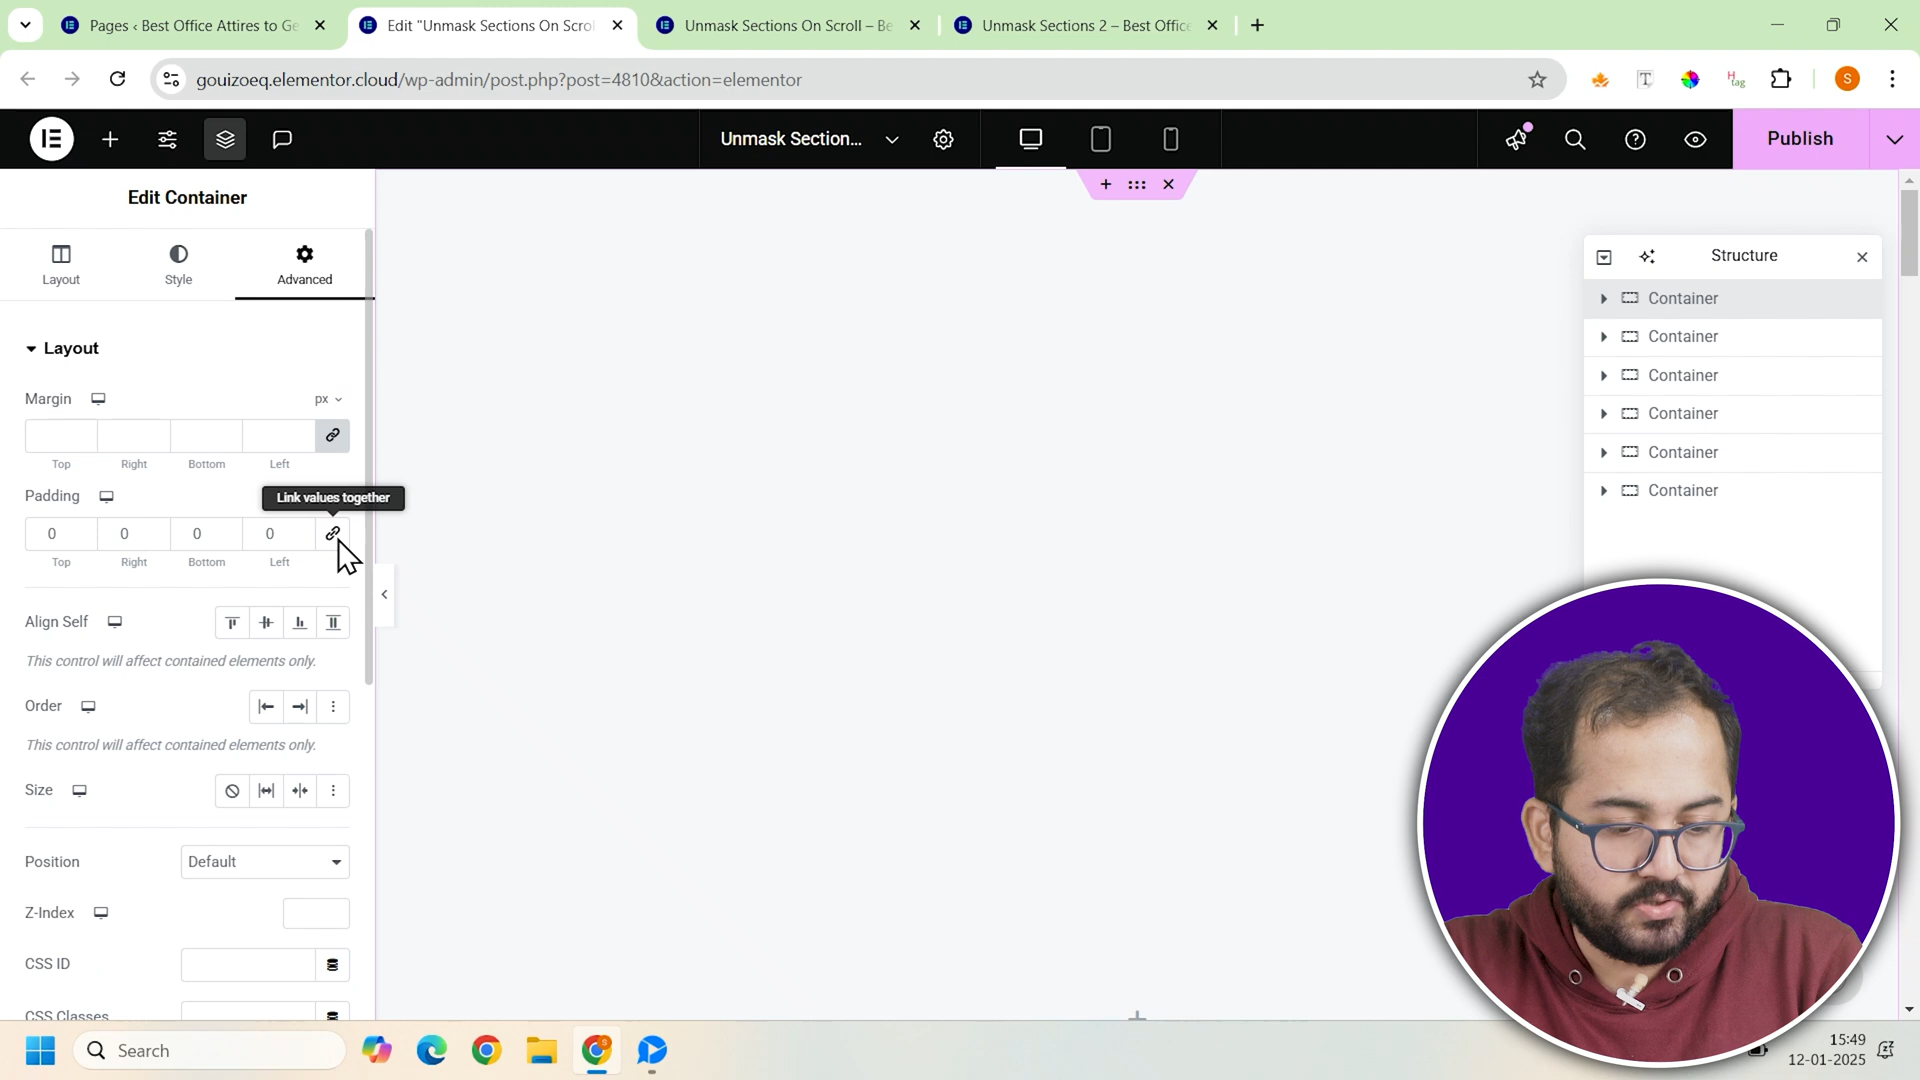 Pages ‹ Best Office Attires to Ge
Edit "Unmask Sections On Scrol
Unmask Sections On Scroll – Be
Unmask Sections 2 – Best Office
gouizoeq.elementor.cloud/wp-admin/post.php?post=4810&action=elementor
T
H
tag
S
Unmask Section...
Publish
Edit Container
Layout
Style
Advanced
Structure
Container
Container
Container
Container
Container
Container
Layout
Margin
px
Top
Right
Bottom
Left
Padding
Link values together
0
0
0
0
Top
Right
Bottom
Left
Align Self
This control will affect contained elements only.
Order
This control will affect contained elements only.
Size
Position
Default
Z-Index
CSS ID
CSS Classes
Search
15:49
12-01-2025